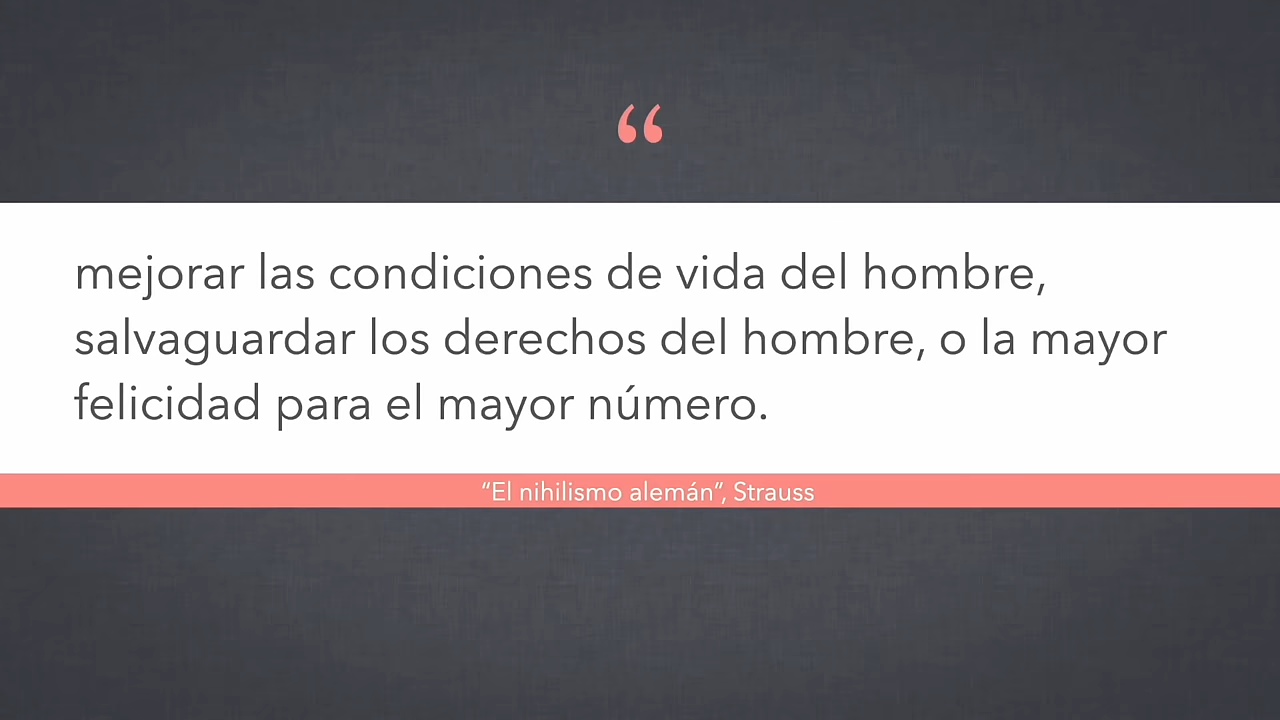 “
mejorar las condiciones de vida del hombre,
salvaguardar los derechos del hombre, o la mayor
felicidad para el mayor número.
“El nihilismo alemán”, Strauss